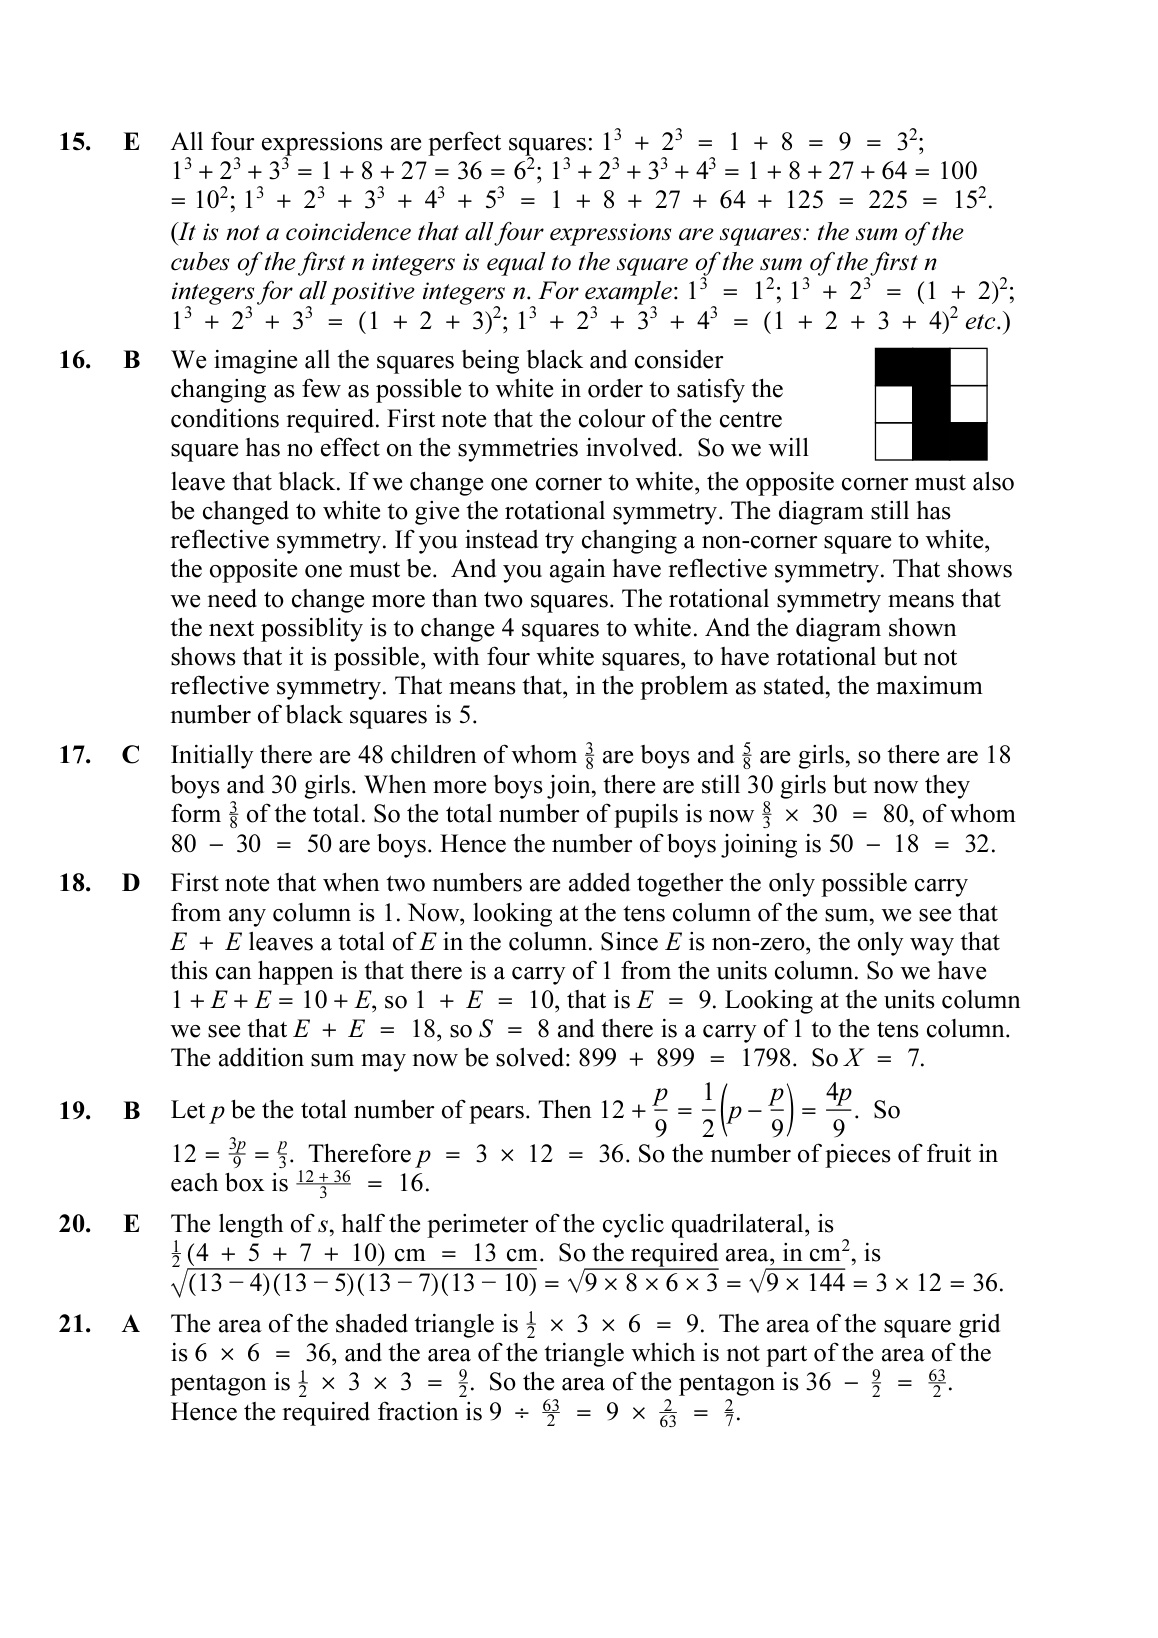 15. E All four expressions are perfect squares: 1³ + 2³ = 1 + 8 = 9 = 3²;
1³ + 2³ + 3³ = 1 + 8 + 27 = 36 = 6²; 1³ + 2³ + 3³ + 4³ = 1 + 8 + 27 + 64 = 100
= 10²; 1³ + 2³ + 3³ + 4³ + 5³ = 1 + 8 + 27 + 64 + 125 = 225 = 15².
(It is not a coincidence that all four expressions are squares: the sum of the
cubes of the first n integers is equal to the square of the sum of the first n
integers for all positive integers n. For example: 1³ = 1²; 1³ + 2³ = (1 + 2)²;
1³ + 2³ + 3³ = (1 + 2 + 3)²; 1³ + 2³ + 3³ + 4³ = (1 + 2 + 3 + 4)² etc.)
16. B We imagine all the squares being black and consider
changing as few as possible to white in order to satisfy the
conditions required. First note that the colour of the centre
square has no effect on the symmetries involved. So we will
leave that black. If we change one corner to white, the opposite corner must also
be changed to white to give the rotational symmetry. The diagram still has
reflective symmetry. If you instead try changing a non-corner square to white,
the opposite one must be. And you again have reflective symmetry. That shows
we need to change more than two squares. The rotational symmetry means that
the next possiblity is to change 4 squares to white. And the diagram shown
shows that it is possible, with four white squares, to have rotational but not
reflective symmetry. That means that, in the problem as stated, the maximum
number of black squares is 5.
17. C Initially there are 48 children of whom 3/8 are boys and 5/8 are girls, so there are 18
boys and 30 girls. When more boys join, there are still 30 girls but now they
form 3/8 of the total. So the total number of pupils is now 8/3 × 30 = 80, of whom
80 − 30 = 50 are boys. Hence the number of boys joining is 50 − 18 = 32.
18. D First note that when two numbers are added together the only possible carry
from any column is 1. Now, looking at the tens column of the sum, we see that
E + E leaves a total of E in the column. Since E is non-zero, the only way that
this can happen is that there is a carry of 1 from the units column. So we have
1 + E + E = 10 + E, so 1 + E = 10, that is E = 9. Looking at the units column
we see that E + E = 18, so S = 8 and there is a carry of 1 to the tens column.
The addition sum may now be solved: 899 + 899 = 1798. So X = 7.
19. B Let p be the total number of pears. Then 12 + p/9 = 1/2(p − p/9) = 4p/9. So
12 = 3p/9 = p/3. Therefore p = 3 × 12 = 36. So the number of pieces of fruit in
each box is (12 + 36)/3 = 16.
20. E The length of s, half the perimeter of the cyclic quadrilateral, is
1/2 (4 + 5 + 7 + 10) cm = 13 cm. So the required area, in cm², is
√((13 − 4)(13 − 5)(13 − 7)(13 − 10)) = √(9 × 8 × 6 × 3) = √(9 × 144) = 3 × 12 = 36.
21. A The area of the shaded triangle is 1/2 × 3 × 6 = 9. The area of the square grid
is 6 × 6 = 36, and the area of the triangle which is not part of the area of the
pentagon is 1/2 × 3 × 3 = 9/2. So the area of the pentagon is 36 − 9/2 = 63/2.
Hence the required fraction is 9 ÷ 63/2 = 9 × 2/63 = 2/7.